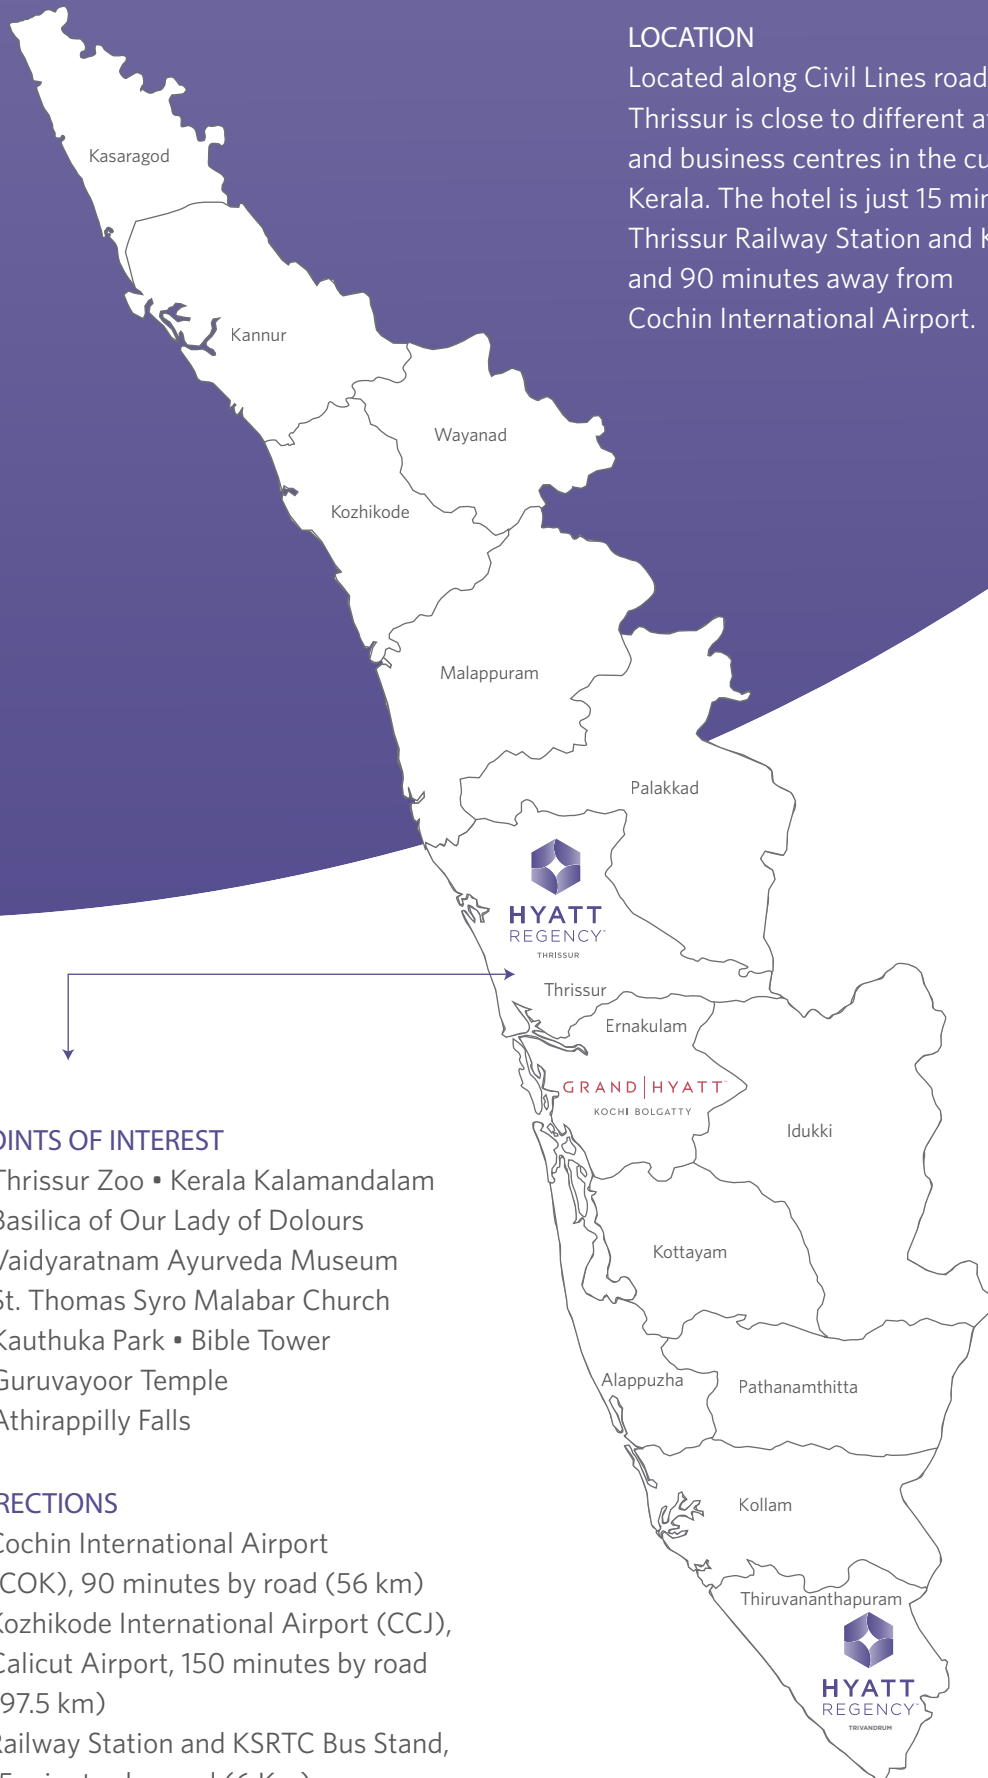 LOCATION
Located along Civil Lines road
Thrissur is close to different
and business centres in the
Kerala. The hotel is just 15
Thrissur Railway Station and
and 90 minutes away from
Cochin International Airport.
Kasaragod
Kannur
Wayanad
Kozhikode
Malappuram
Palakkad
HYATT
REGENCY™
THRISSUR
Thrissur
Ernakulam
GRAND|HYATT™
KOCHI BOLGATTY
Idukki
Kottayam
Alappuzha
Pathanamthitta
Kollam
Thiruvananthapuram
HYATT
REGENCY™
TRIVANDRUM
OINTS OF INTEREST
Thrissur Zoo • Kerala Kalamandalam
Basilica of Our Lady of Dolours
Vaidyaratnam Ayurveda Museum
St. Thomas Syro Malabar Church
Kauthuka Park • Bible Tower
Guruvayoor Temple
Athirappilly Falls
RECTIONS
Cochin International Airport
COK), 90 minutes by road (56 km)
Kozhikode International Airport (CCJ),
Calicut Airport, 150 minutes by road
97.5 km)
Railway Station and KSRTC Bus Stand,